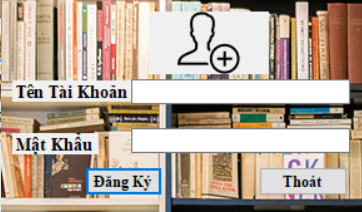 Tên Tài Khoản
Mật Khẩu
Đăng Ký
Thoát